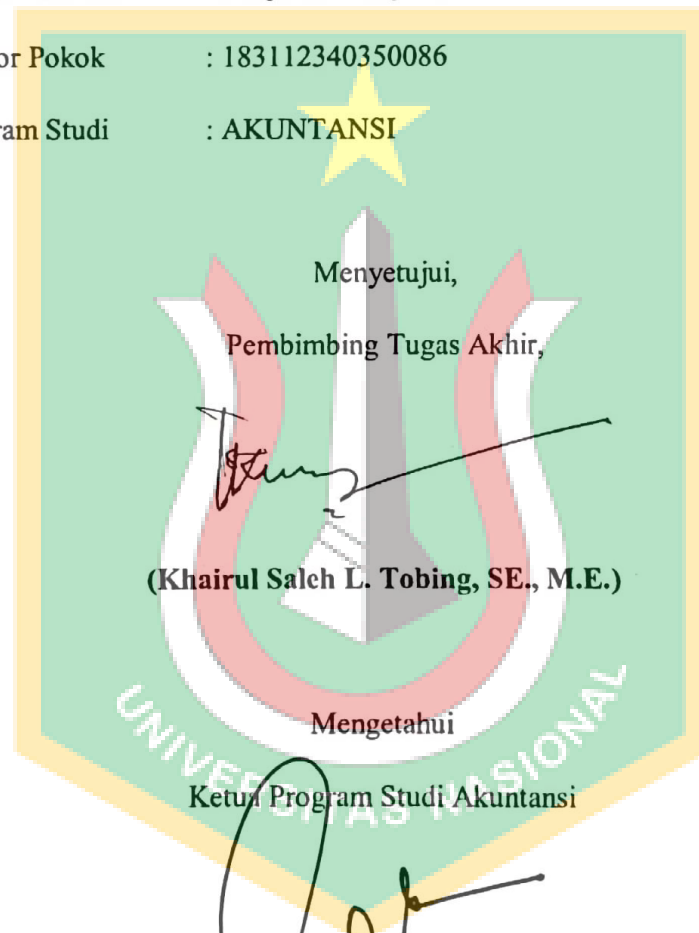 or Pokok : 183112340350086
ram Studi : AKUNTANSI
Menyetujui,
Pembimbing Tugas Akhir,
(Khairul Saleh L. Tobing, SE., M.E.)
Mengetahui
Ketua Program Studi Akuntansi
UNIVERSITAS NASIONAL